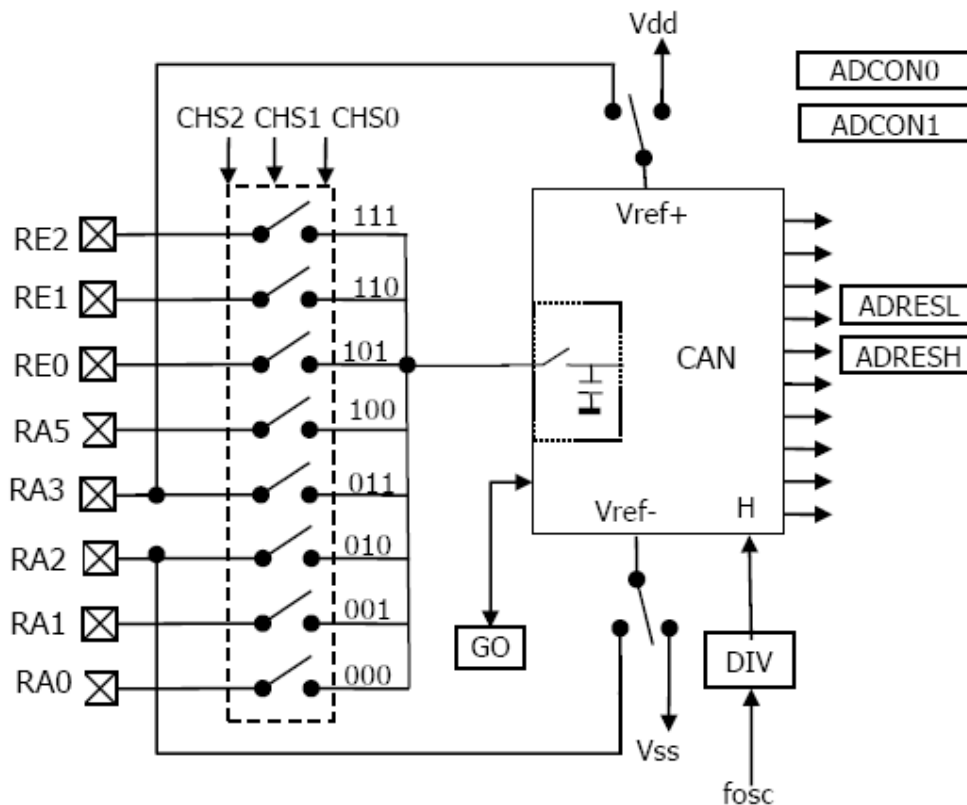 Vdd
ADCON0
ADCON1
CHS2 CHS1 CHS0
RE2
111
Vref+
RE1
110
ADRESL
RE0
101
CAN
ADRESH
RA5
100
RA3
011
Vref-
H
RA2
010
RA1
001
GO
DIV
RA0
000
Vss
fosc